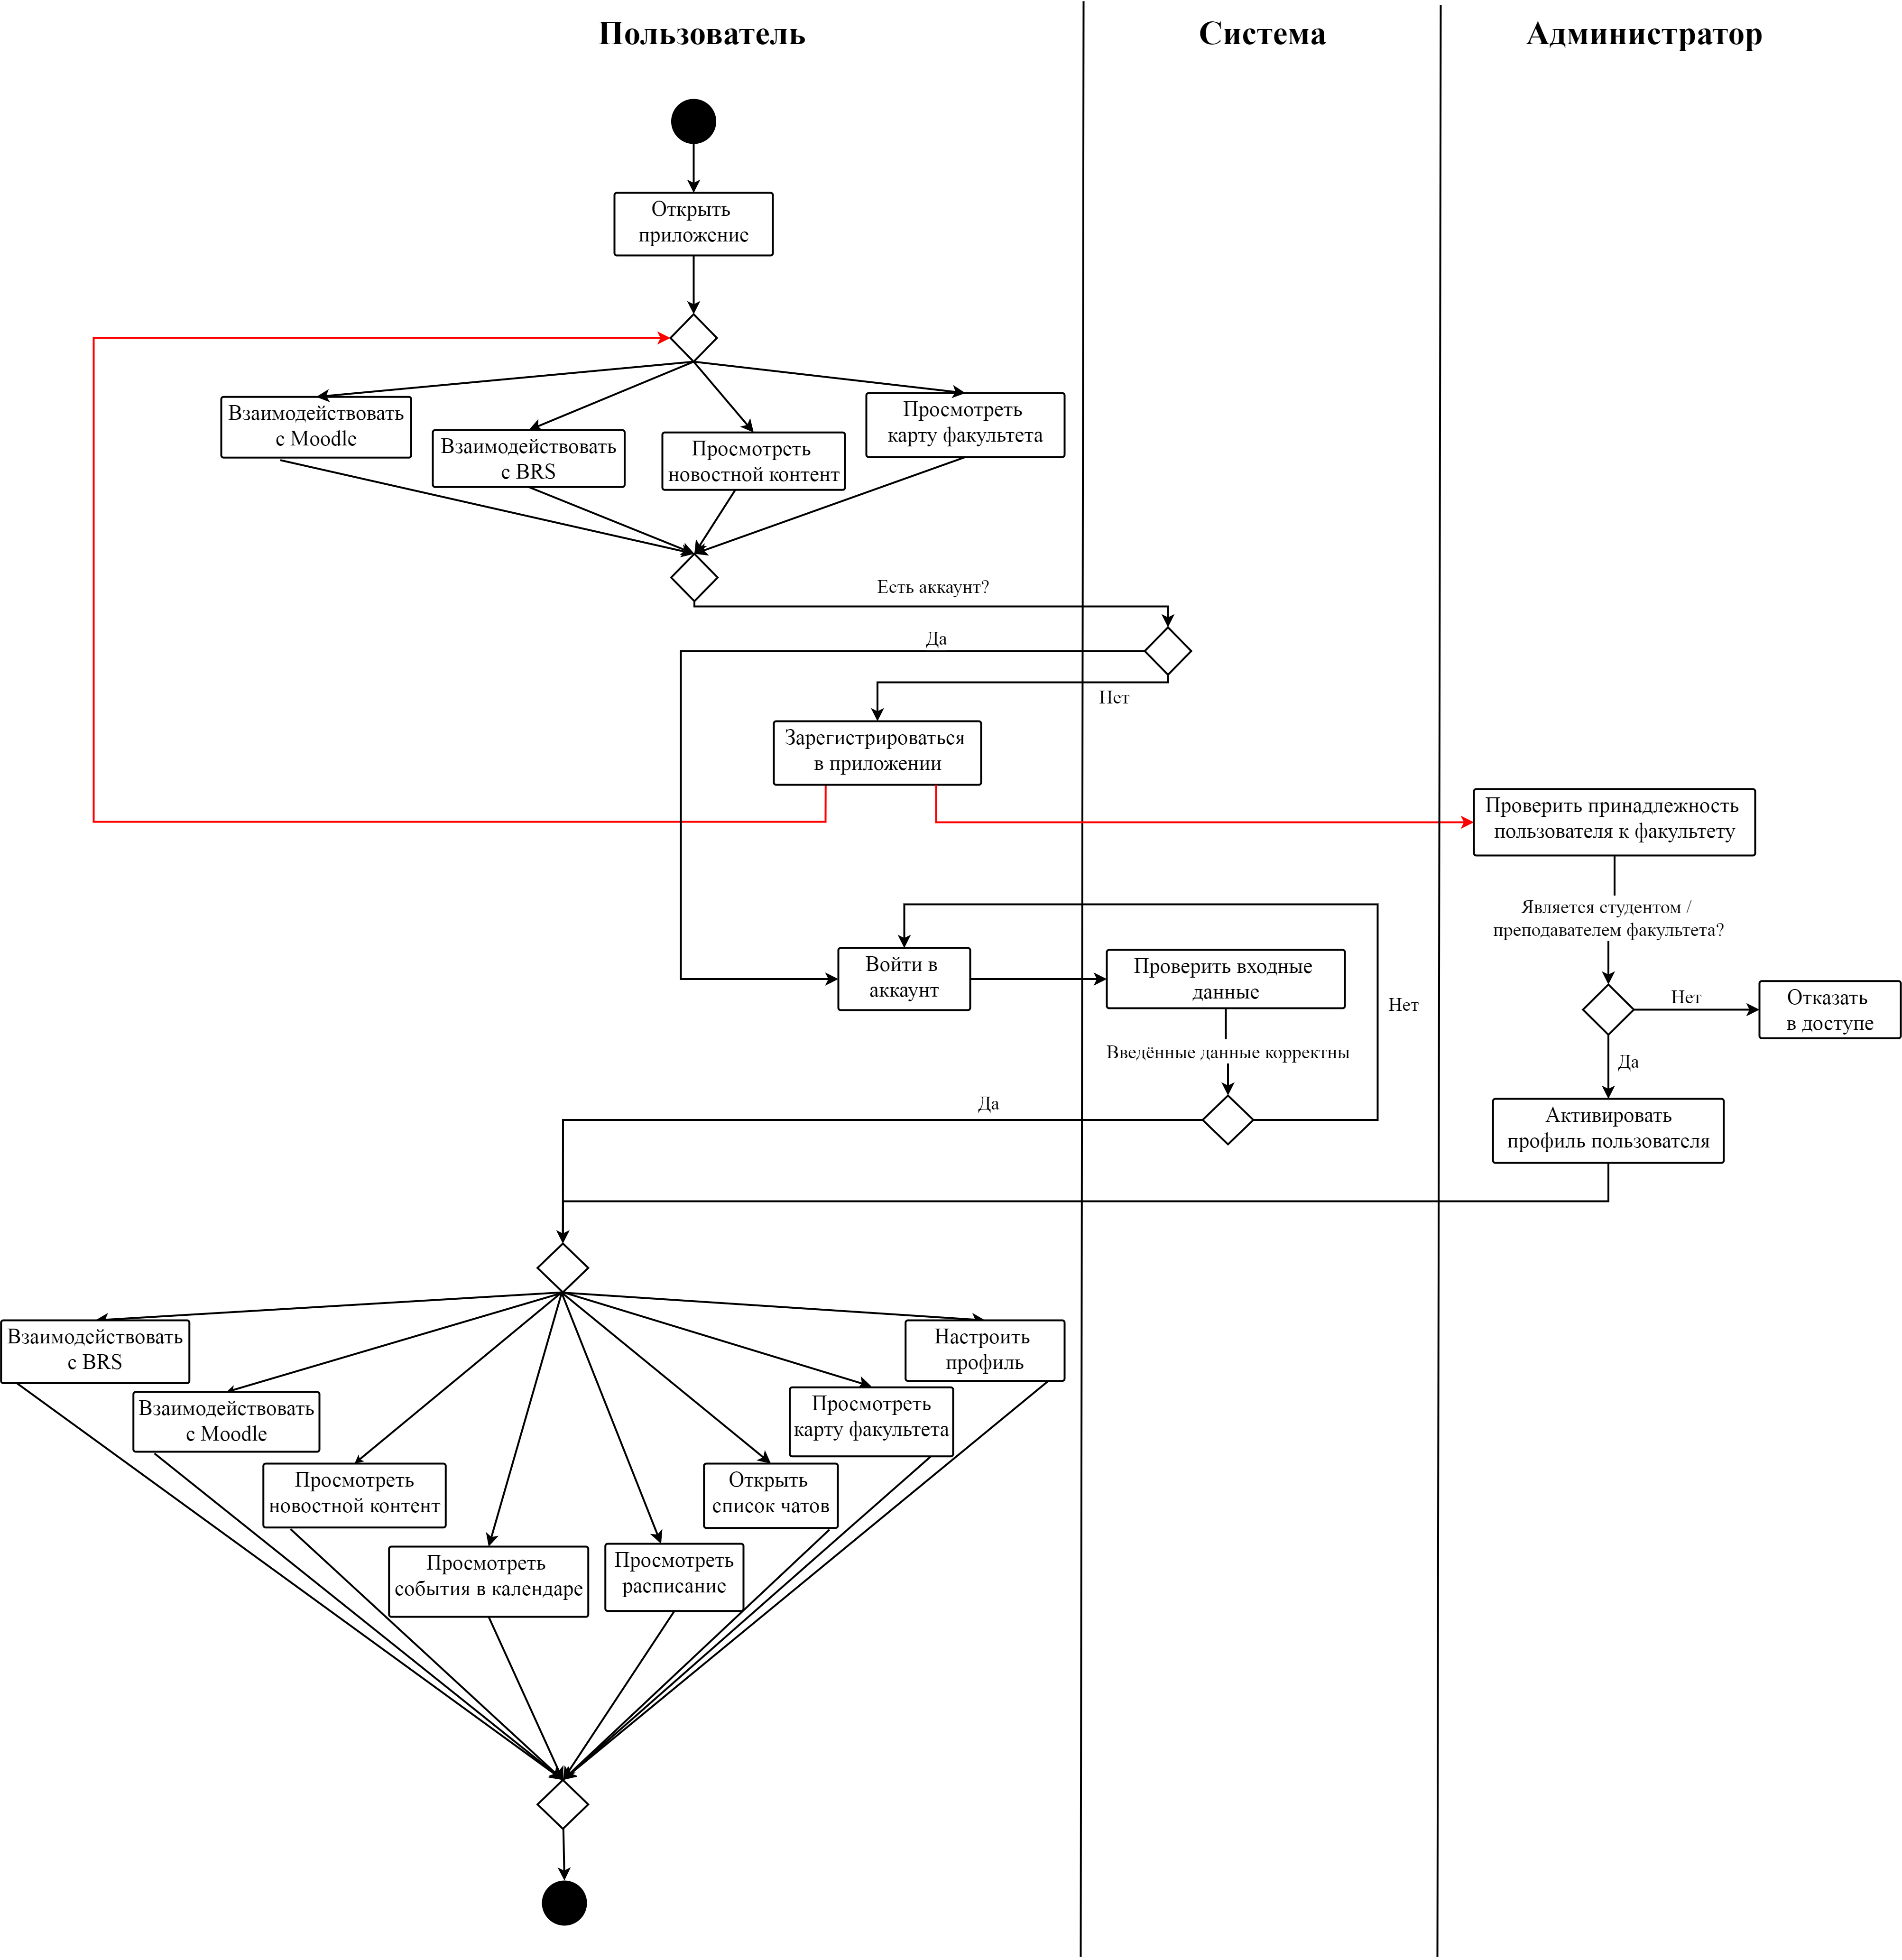 Пользователь
Система
Администратор
Открыть
приложение
Взаимодействовать
с Moodle
Взаимодействовать
с BRS
Просмотреть
новостной контент
Просмотреть
карту факультета
Есть аккаунт?
Да
Нет
Зарегистрироваться
в приложении
Проверить принадлежность
пользователя к факультету
Является студентом /
преподавателем факультета?
Войти в
аккаунт
Проверить входные
данные
Нет
Нет
Отказать
в доступе
Введённые данные корректны
Да
Да
Активировать
профиль пользователя
Взаимодействовать
с BRS
Взаимодействовать
с Moodle
Просмотреть
новостной контент
Просмотреть
события в календаре
Просмотреть
расписание
Открыть
список чатов
Просмотреть
карту факультета
Настроить
профиль